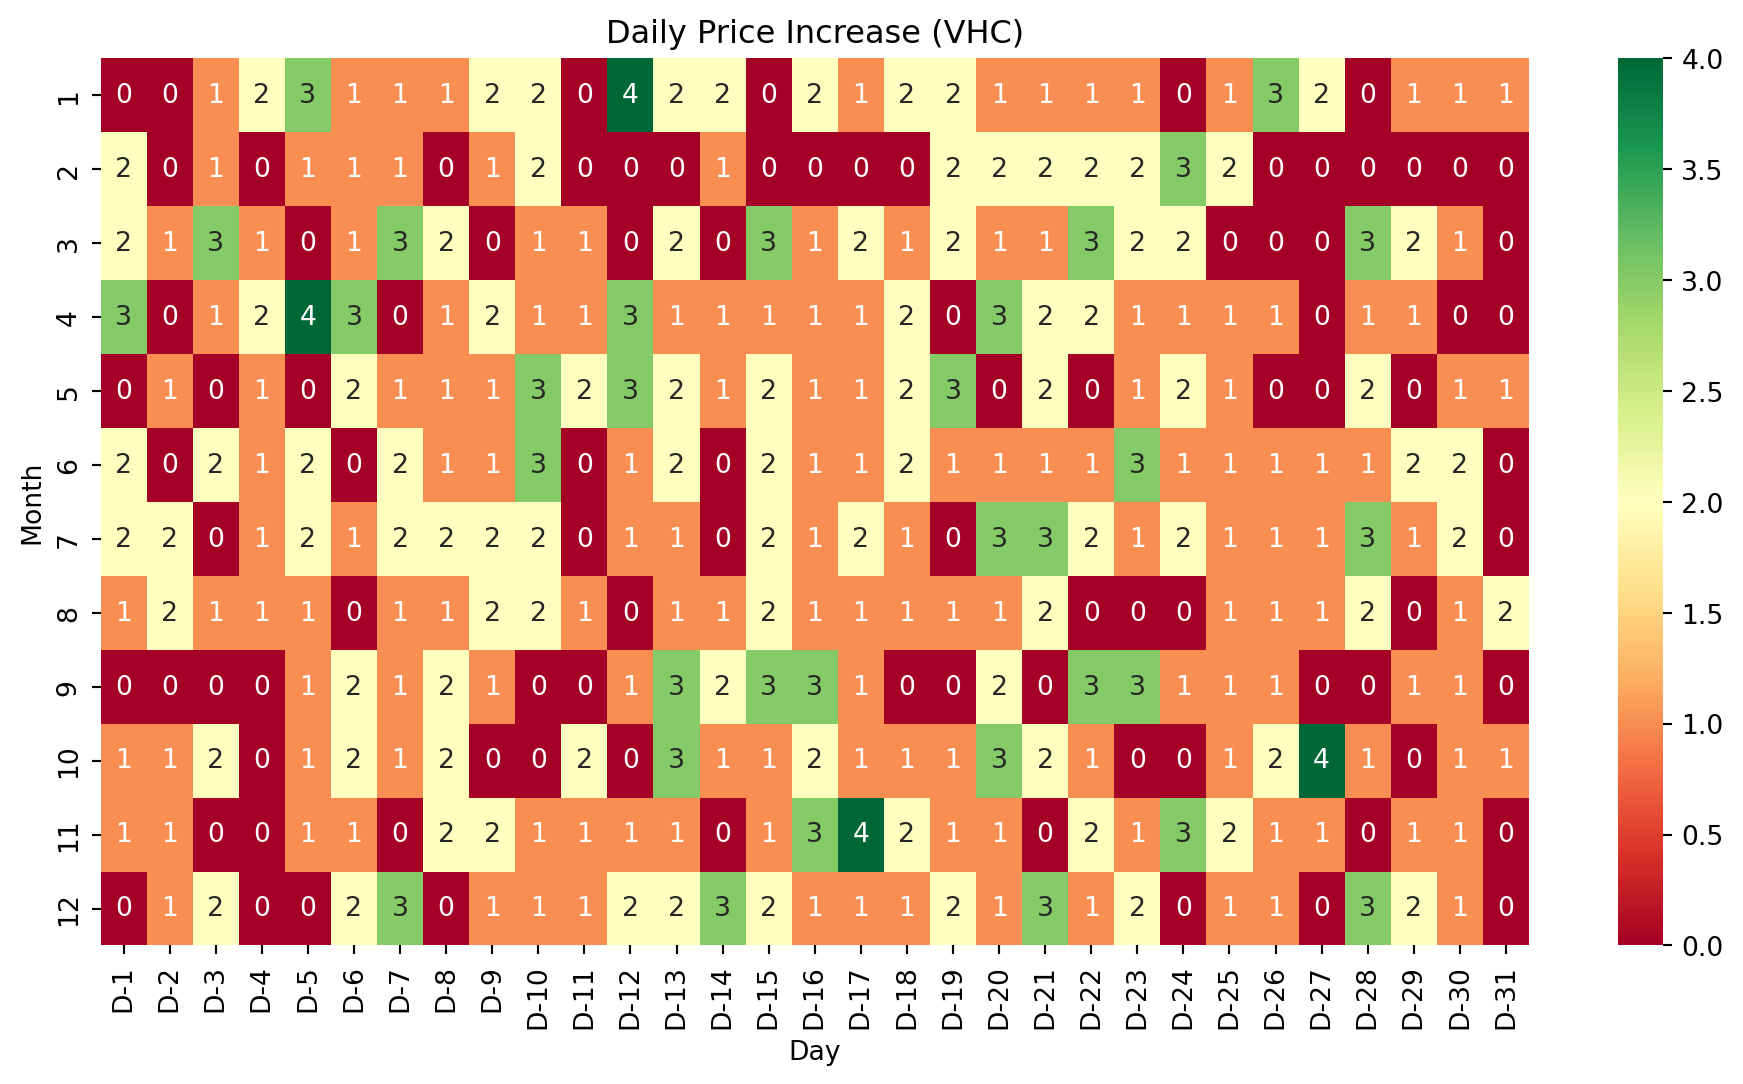 Daily Price Increase (VHC)
Month
1 0 0 1 2 3 1 1 1 2 2 0 4 2 2 0 2 1 2 2 1 1 1 1 0 1 3 2 0 1 1 1
2 2 0 1 0 1 1 1 0 1 2 0 0 0 1 0 0 0 0 2 2 2 2 2 3 2 0 0 0 0 0 0
3 2 1 3 1 0 1 3 2 0 1 1 0 2 0 3 1 2 1 2 1 1 3 2 2 0 0 0 3 2 1 0
4 3 0 1 2 4 3 0 1 2 1 1 3 1 1 1 1 1 2 0 3 2 2 1 1 1 1 0 1 1 0 0
5 0 1 0 1 0 2 1 1 1 3 2 3 2 1 2 1 1 2 3 0 2 0 1 2 1 0 0 2 0 1 1
6 2 0 2 1 2 0 2 1 1 3 0 1 2 0 2 1 1 2 1 1 1 1 3 1 1 1 1 1 2 2 0
7 2 2 0 1 2 1 2 2 2 2 0 1 1 0 2 1 2 1 0 3 3 2 1 2 1 1 1 3 1 2 0
8 1 2 1 1 1 0 1 1 2 2 1 0 1 1 2 1 1 1 1 1 2 0 0 0 1 1 1 2 0 1 2
9 0 0 0 0 1 2 1 2 1 0 0 1 3 2 3 3 1 0 0 2 0 3 3 1 1 1 0 0 1 1 0
10 1 1 2 0 1 2 1 2 0 0 2 0 3 1 1 2 1 1 1 3 2 1 0 0 1 2 4 1 0 1 1
11 1 1 0 0 1 1 0 2 2 1 1 1 1 0 1 3 4 2 1 1 0 2 1 3 2 1 1 0 1 1 0
12 0 1 2 0 0 2 3 0 1 1 1 2 2 3 2 1 1 1 2 1 3 1 2 0 1 1 0 3 2 1 0
D-1 D-2 D-3 D-4 D-5 D-6 D-7 D-8 D-9 D-10 D-11 D-12 D-13 D-14 D-15 D-16 D-17 D-18 D-19 D-20 D-21 D-22 D-23 D-24 D-25 D-26 D-27 D-28 D-29 D-30 D-31
Day
4.0
3.5
3.0
2.5
2.0
1.5
1.0
0.5
0.0